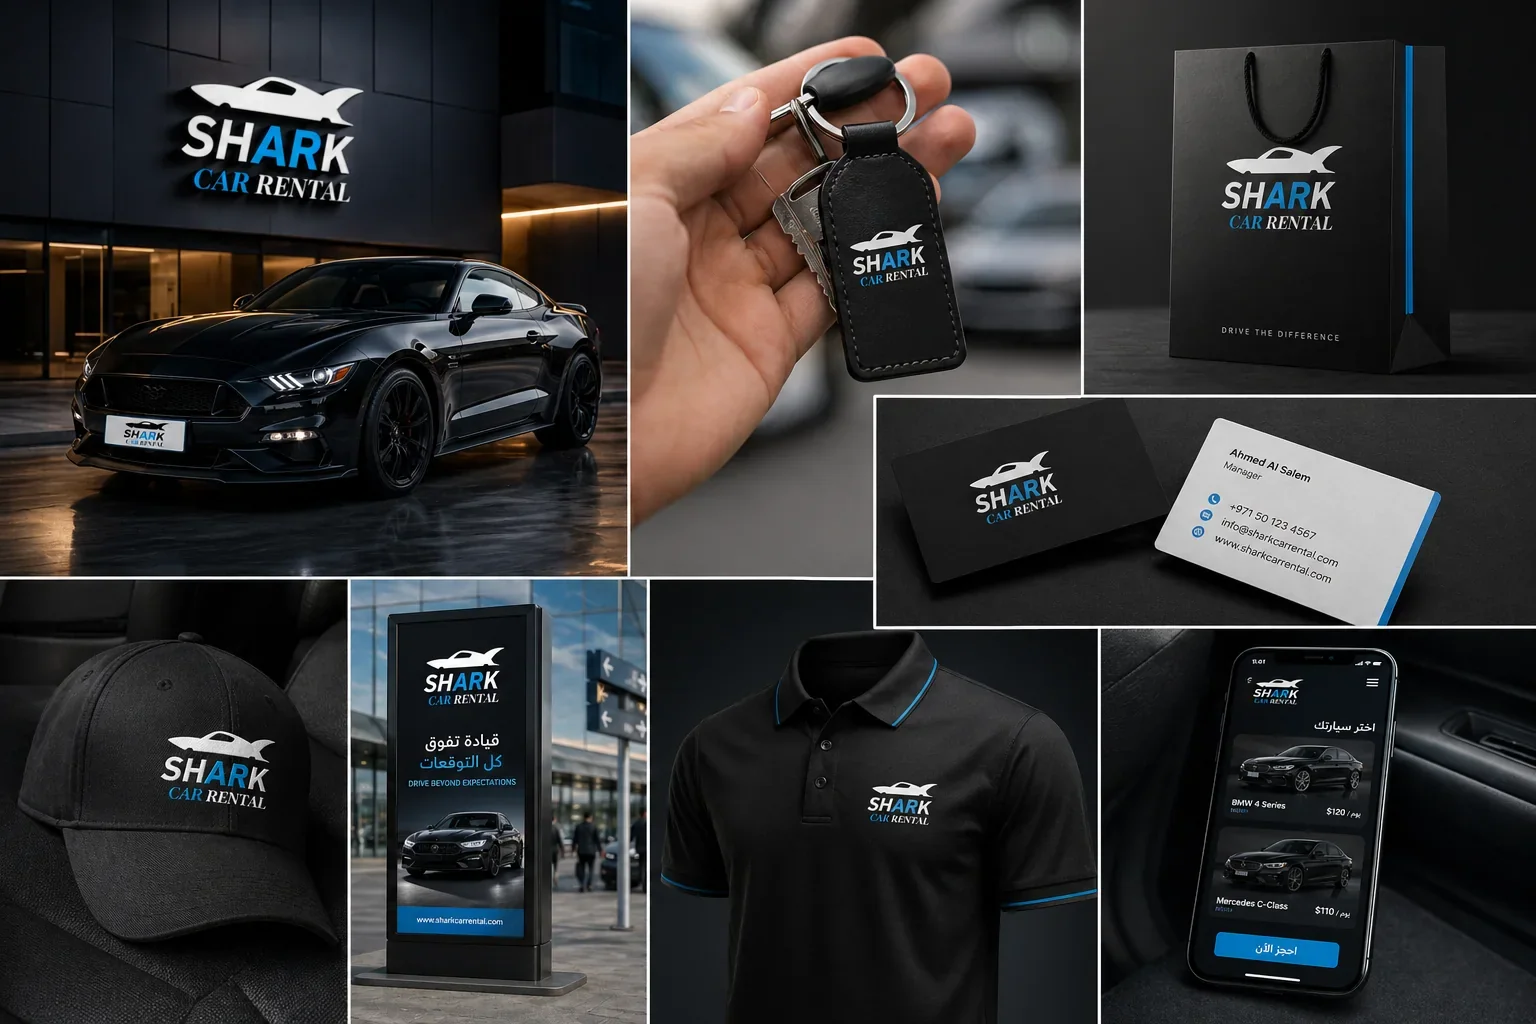 SHARK
CAR RENTAL
SHARK
CAR RENTAL
SHARK
CAR RENTAL
SHARK
CAR RENTAL
DRIVE THE DIFFERENCE
SHARK
CAR RENTAL
Ahmed Al Salem
Manager
+971 50 123 4567
info@sharkcarrental.com
www.sharkcarrental.com
SHARK
CAR RENTAL
SHARK
CAR RENTAL
قيادة تفوق
كل التوقعات
DRIVE BEYOND EXPECTATIONS
www.sharkcarrental.com
SHARK
CAR RENTAL
SHARK
CAR RENTAL
اختر سيارتك
BMW 4 Series
$120 / يوم
Mercedes C-Class
$110 / يوم
احجز الآن